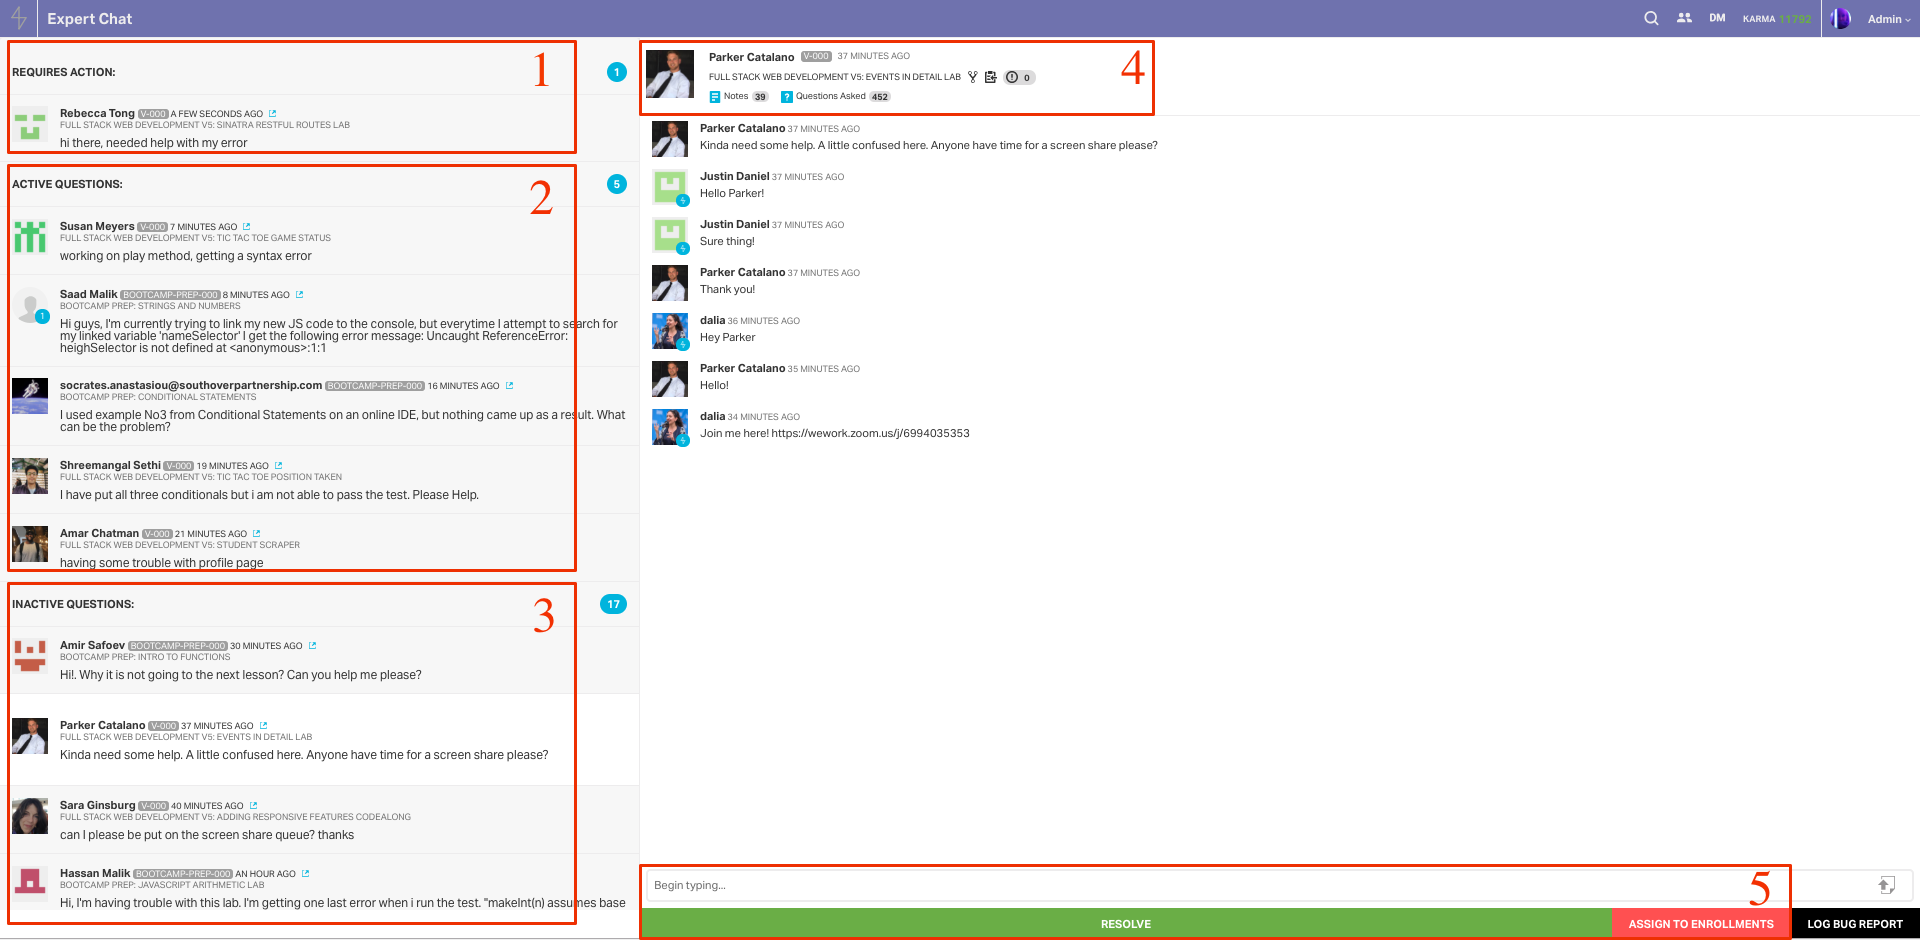 Expert Chat
DM
KARMA 11792
Admin
REQUIRES ACTION:
1
1
Rebecca Tong V-000 A FEW SECONDS AGO
FULL STACK WEB DEVELOPMENT V5: SINATRA RESTFUL ROUTES LAB
hi there, needed help with my error
ACTIVE QUESTIONS:
2
5
Susan Meyers V-000 7 MINUTES AGO
FULL STACK WEB DEVELOPMENT V5: TIC TAC TOE GAME STATUS
working on play method, getting a syntax error
Saad Malik BOOTCAMP-PREP-000 8 MINUTES AGO
BOOTCAMP PREP: STRINGS AND NUMBERS
1
Hi guys, I'm currently trying to link my new JS code to the console, but everytime I attempt to search for
my linked variable 'nameSelector' I get the following error message: Uncaught ReferenceError:
heighSelector is not defined at <anonymous>:1:1
socrates.anastasiou@southoverpartnership.com BOOTCAMP-PREP-000 16 MINUTES AGO
BOOTCAMP PREP: CONDITIONAL STATEMENTS
I used example No3 from Conditional Statements on an online IDE, but nothing came up as a result. What
can be the problem?
Shreemangal Sethi V-000 19 MINUTES AGO
FULL STACK WEB DEVELOPMENT V5: TIC TAC TOE POSITION TAKEN
I have put all three conditionals but i am not able to pass the test. Please Help.
Amar Chatman V-000 21 MINUTES AGO
FULL STACK WEB DEVELOPMENT V5: STUDENT SCRAPER
having some trouble with profile page
INACTIVE QUESTIONS:
3
17
Amir Safoev BOOTCAMP-PREP-000 30 MINUTES AGO
BOOTCAMP PREP: INTRO TO FUNCTIONS
Hi!. Why it is not going to the next lesson? Can you help me please?
Parker Catalano V-000 37 MINUTES AGO
FULL STACK WEB DEVELOPMENT V5: EVENTS IN DETAIL LAB
Kinda need some help. A little confused here. Anyone have time for a screen share please?
Sara Ginsburg V-000 40 MINUTES AGO
FULL STACK WEB DEVELOPMENT V5: ADDING RESPONSIVE FEATURES CODEALONG
can I please be put on the screen share queue? thanks
Hassan Malik BOOTCAMP-PREP-000 AN HOUR AGO
BOOTCAMP PREP: JAVASCRIPT ARITHMETIC LAB
Hi, I'm having trouble with this lab. I'm getting one last error when i run the test. "makeInt(n) assumes base
Parker Catalano V-000 37 MINUTES AGO
4
FULL STACK WEB DEVELOPMENT V5: EVENTS IN DETAIL LAB 0
Notes 39 ? Questions Asked 452
Parker Catalano 37 MINUTES AGO
Kinda need some help. A little confused here. Anyone have time for a screen share please?
Justin Daniel 37 MINUTES AGO
Hello Parker!
Justin Daniel 37 MINUTES AGO
Sure thing!
Parker Catalano 37 MINUTES AGO
Thank you!
dalia 36 MINUTES AGO
Hey Parker
Parker Catalano 35 MINUTES AGO
Hello!
dalia 34 MINUTES AGO
Join me here! https://wework.zoom.us/j/6994035353
Begin typing...
5
RESOLVE
ASSIGN TO ENROLLMENTS
LOG BUG REPORT